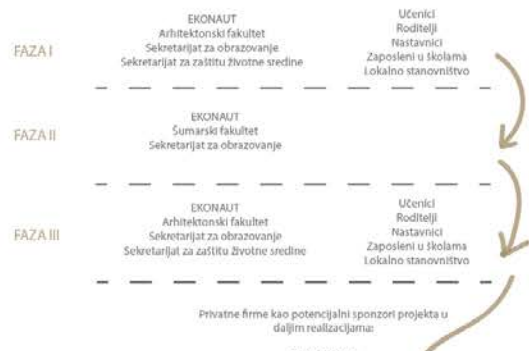 FAZA I
EKONAUT
Arhitektonski fakultet
Sekretarijat za obrazovanje
Sekretarijat za zaštitu životne sredine
Učenici
Roditelji
Nastavnici
Zaposleni u školama
Lokalno stanovništvo
FAZA II
EKONAUT
Šumarski fakultet
Sekretarijat za obrazovanje
FAZA III
EKONAUT
Arhitektonski fakultet
Sekretarijat za obrazovanje
Sekretarijat za zaštitu životne sredine
Učenici
Roditelji
Nastavnici
Zaposleni u školama
Lokalno stanovništvo
Privatne firme kao potencijalni sponzori projekta u
daljim realizacijama: